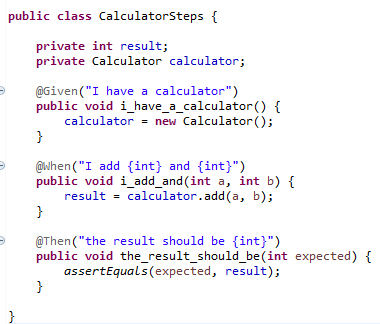 public class CalculatorSteps {
private int result;
private Calculator calculator;
@Given("I have a calculator")
public void i_have_a_calculator() {
calculator = new Calculator();
}
@When("I add {int} and {int}")
public void i_add_and(int a, int b) {
result = calculator.add(a, b);
}
@Then("the result should be {int}")
public void the_result_should_be(int expected) {
assertEquals(expected, result);
}
}